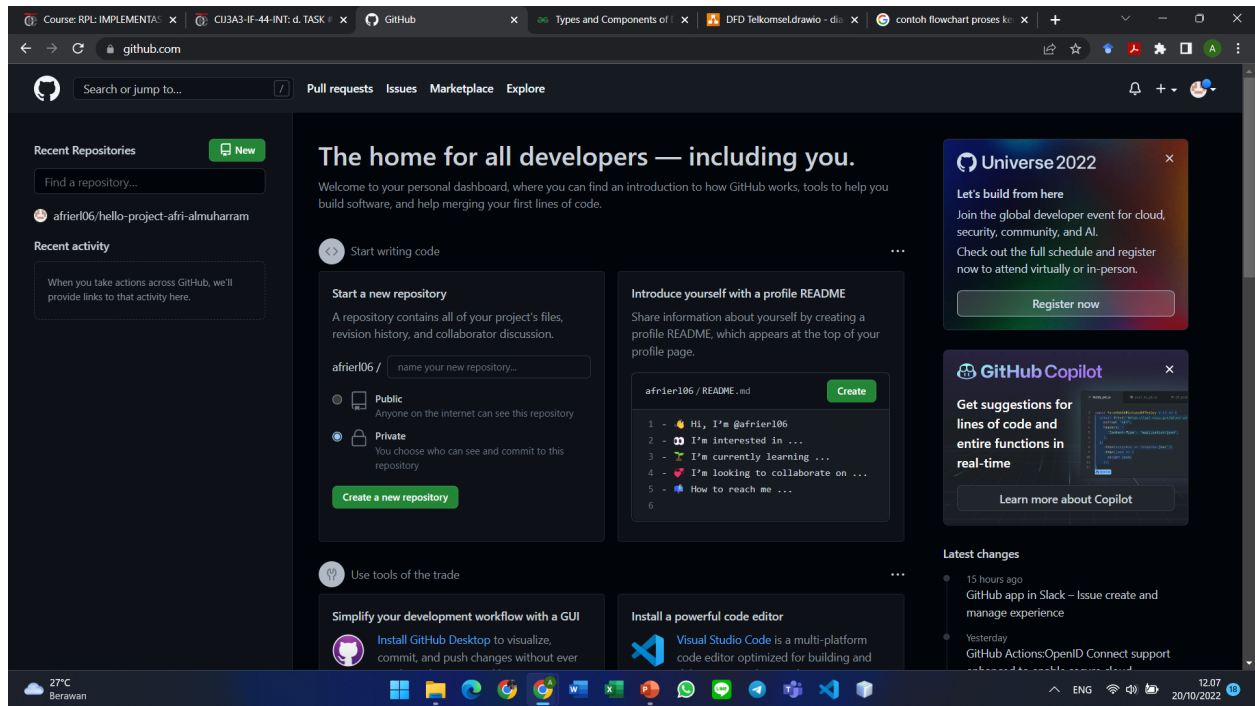 Course: RPL: IMPLEMENTAS
CIJ3A3-IF-44-INT: d. TASK #
GitHub
Types and Components of
DFD Telkomsel.drawio - dia
contoh flowchart proses ke
github.com
A
Search or jump to...
/
Pull requests Issues Marketplace Explore
Recent Repositories
New
Find a repository...
afrierl06/hello-project-afri-almuharram
Recent activity
When you take actions across GitHub, we'll
provide links to that activity here.
The home for all developers — including you.
Welcome to your personal dashboard, where you can find an introduction to how GitHub works, tools to help you
build software, and help merging your first lines of code.
Start writing code
Start a new repository
A repository contains all of your project's files,
revision history, and collaborator discussion.
afrierl06 /
name your new repository...
Public
Anyone on the internet can see this repository
Private
You choose who can see and commit to this
repository
Create a new repository
Introduce yourself with a profile README
Share information about yourself by creating a
profile README, which appears at the top of your
profile page.
afrierl06 / README.md
Create
1 - 👋 Hi, I'm @afrierl06
2 - 👀 I'm interested in ...
3 - 🌱 I'm currently learning ...
4 - 💞️ I'm looking to collaborate on ...
5 - 📫 How to reach me ...
6
Use tools of the trade
Simplify your development workflow with a GUI
Install GitHub Desktop to visualize,
commit, and push changes without ever
Install a powerful code editor
Visual Studio Code is a multi-platform
code editor optimized for building and
Universe 2022
Let's build from here
Join the global developer event for cloud,
security, community, and AI.
Check out the full schedule and register
now to attend virtually or in-person.
Register now
GitHub Copilot
Get suggestions for
lines of code and
entire functions in
real-time
Learn more about Copilot
Latest changes
15 hours ago
GitHub app in Slack – Issue create and
manage experience
Yesterday
GitHub Actions:OpenID Connect support
enhanced to enable secure cloud
27°C
Berawan
ENG
12.07
20/10/2022
18